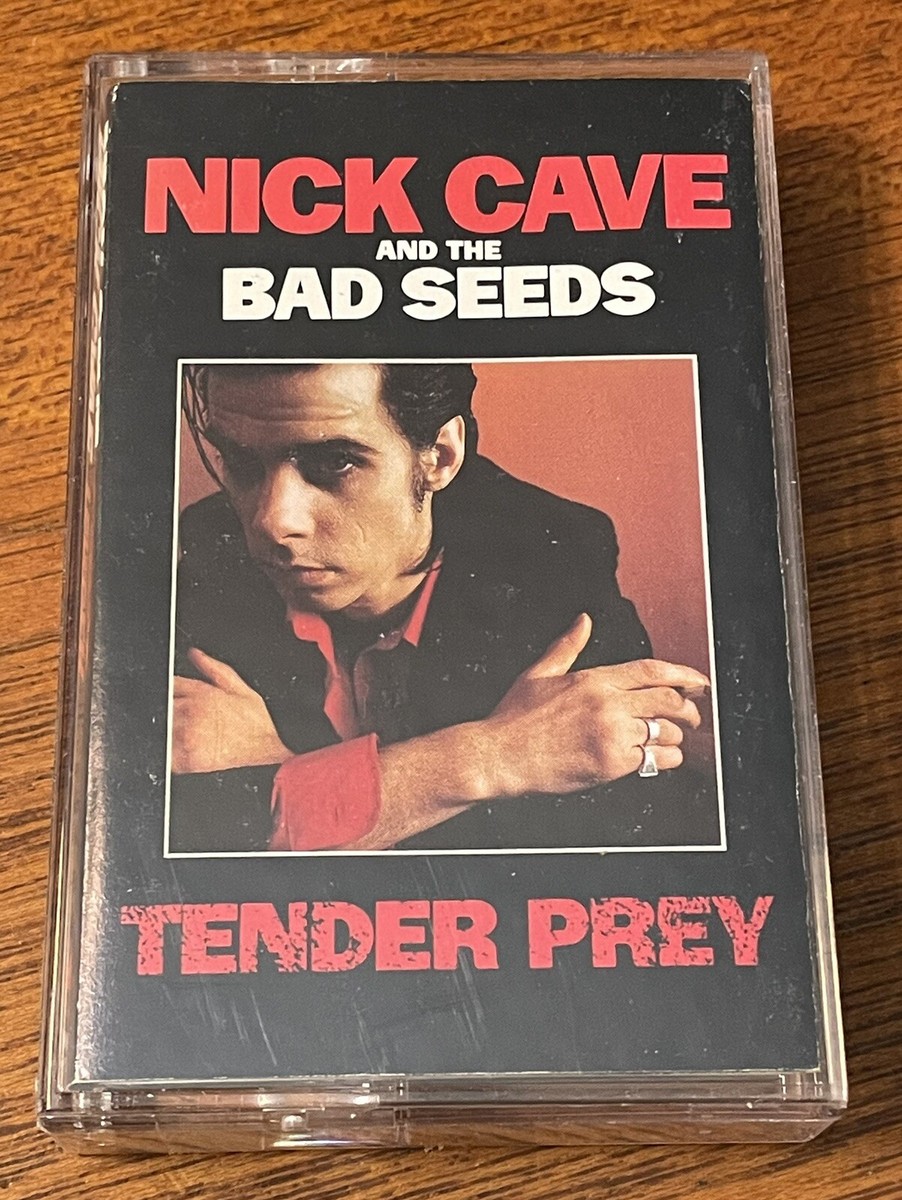 NICK CAVE
AND THE
BAD SEEDS
TENDER PREY